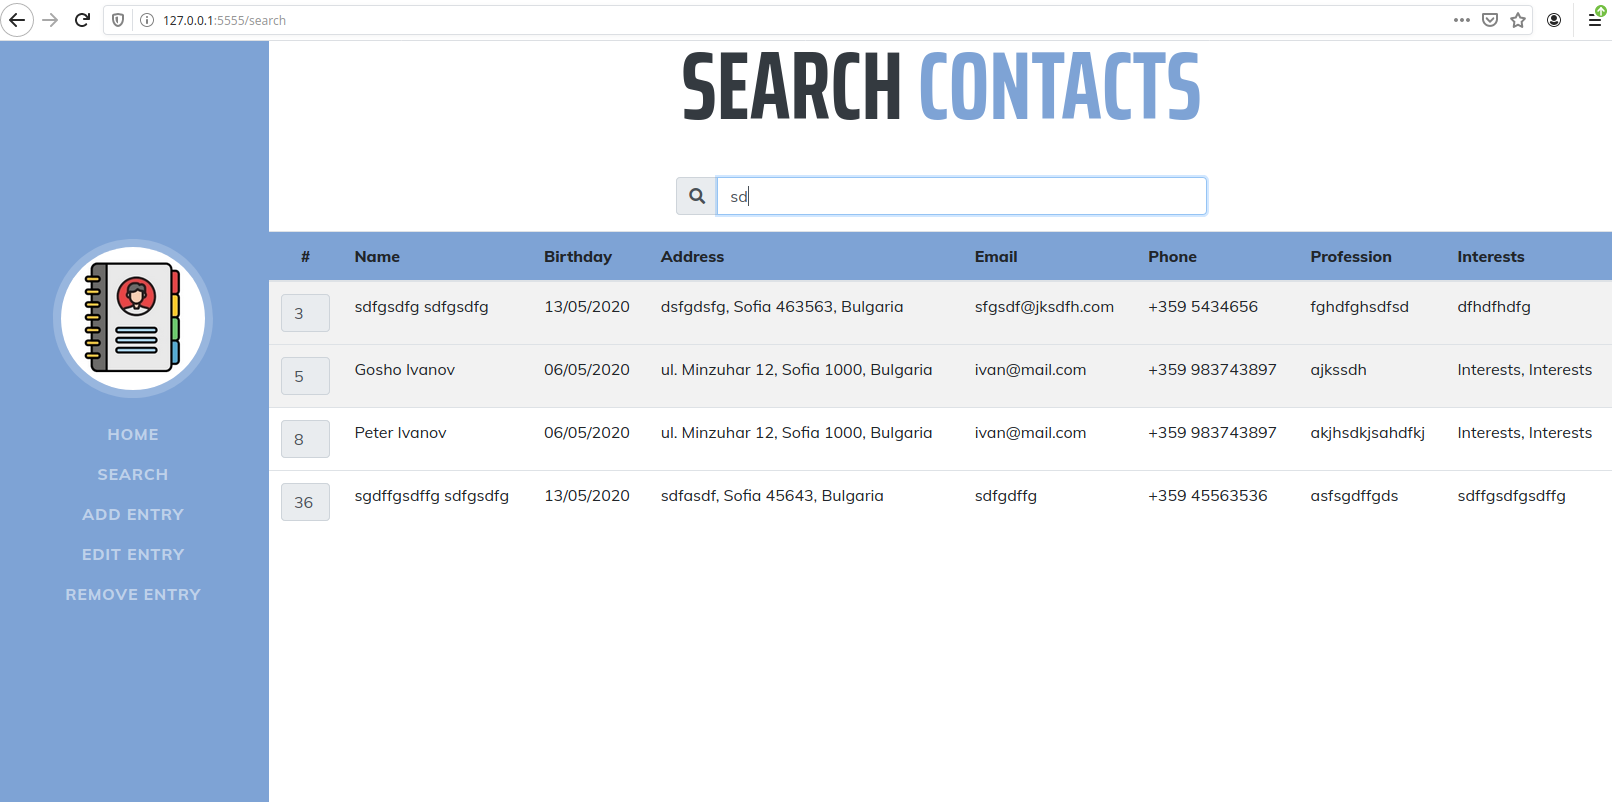 127.0.0.1:5555/search
SEARCH CONTACTS
sd
# Name Birthday Address Email Phone Profession Interests
3 sdfgsdfg sdfgsdfg 13/05/2020 dsfgdsfg, Sofia 463563, Bulgaria sfgsdf@jksdfh.com +359 5434656 fghdfghsdfsd dfhdfhdfg
5 Gosho Ivanov 06/05/2020 ul. Minzuhar 12, Sofia 1000, Bulgaria ivan@mail.com +359 983743897 ajkssdh Interests, Interests
8 Peter Ivanov 06/05/2020 ul. Minzuhar 12, Sofia 1000, Bulgaria ivan@mail.com +359 983743897 akjhsdkjsahdfkj Interests, Interests
36 sgdffgsdffg sdfgsdfg 13/05/2020 sdfasdf, Sofia 45643, Bulgaria sdfgdffg +359 45563536 asfsgdffgds sdffgsdfgsdffg
HOME
SEARCH
ADD ENTRY
EDIT ENTRY
REMOVE ENTRY